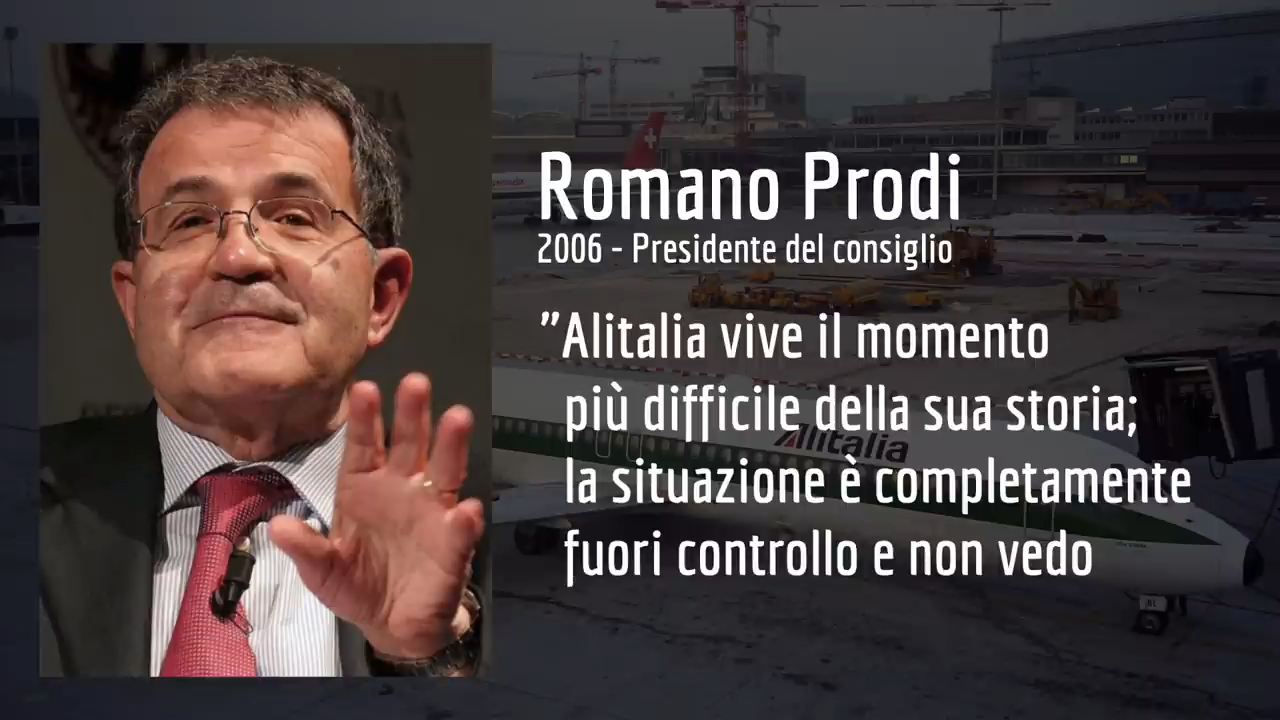 Romano Prodi
2006 - Presidente del consiglio
"Alitalia vive il momento
più difficile della sua storia;
la situazione è completamente
fuori controllo e non vedo
Alitalia